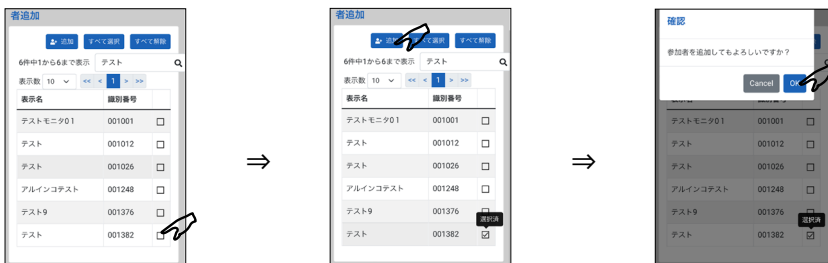 者追加
追加 すべて選択 すべて解除
6件中1から6まで表示 テスト
表示数 10 << < 1 > >>
表示名 識別番号
テストモニタ01 001001
テスト 001012
テスト 001026
アルインコテスト 001248
テスト9 001376
テスト 001382
⇒
者追加
追加 すべて選択 すべて解除
6件中1から6まで表示 テスト
表示数 10 << < 1 > >>
表示名 識別番号
テストモニタ01 001001
テスト 001012
テスト 001026
アルインコテスト 001248
テスト9 001376
選択済
テスト 001382
⇒
確認
参加者を追加してもよろしいですか？
Cancel OK
テストモニタ01 001001
テスト 001012
テスト 001026
アルインコテスト 001248
テスト9 001376
選択済
テスト 001382